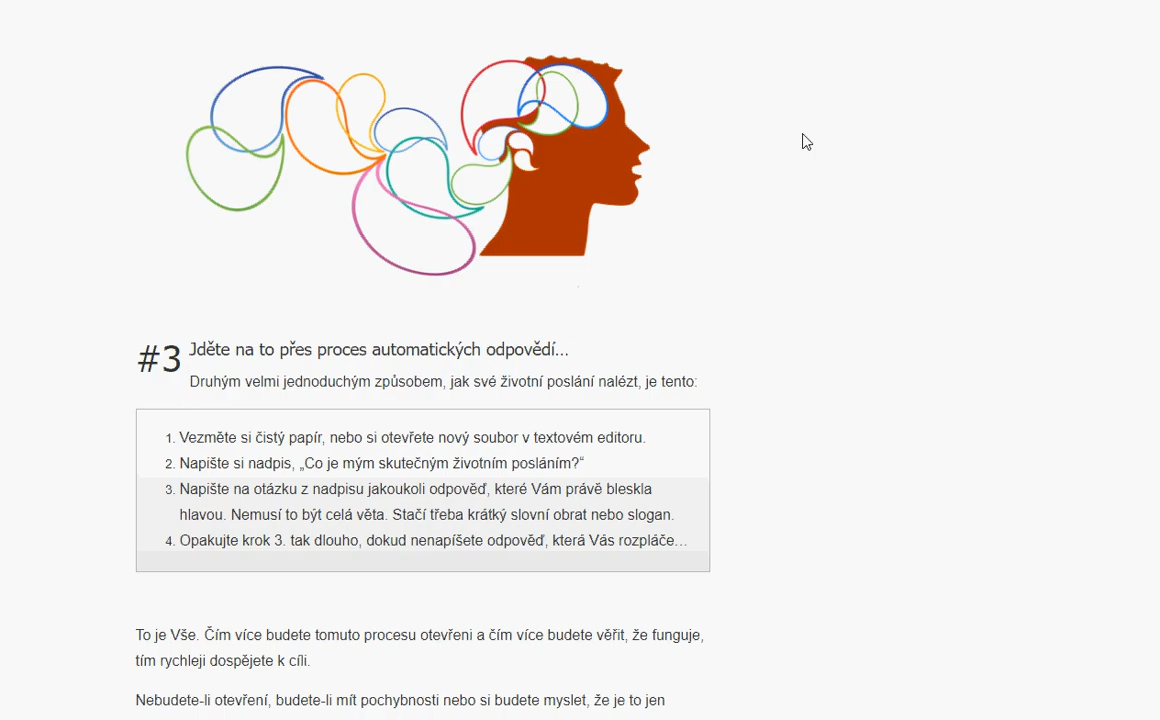 #3 Jděte na to přes proces automatických odpovědí...
Druhým velmi jednoduchým způsobem, jak své životní poslání nalézt, je tento:
1. Vezměte si čistý papír, nebo si otevřete nový soubor v textovém editoru.
2. Napište si nadpis, „Co je mým skutečným životním posláním?“
3. Napište na otázku z nadpisu jakoukoli odpověď, které Vám právě bleskla
hlavou. Nemusí to být celá věta. Stačí třeba krátký slovní obrat nebo slogan.
4. Opakujte krok 3. tak dlouho, dokud nenapíšete odpověď, která Vás rozpláče…
To je Vše. Čím více budete tomuto procesu otevřeni a čím více budete věřit, že funguje,
tím rychleji dospějete k cíli.
Nebudete-li otevření, budete-li mít pochybnosti nebo si budete myslet, že je to jen